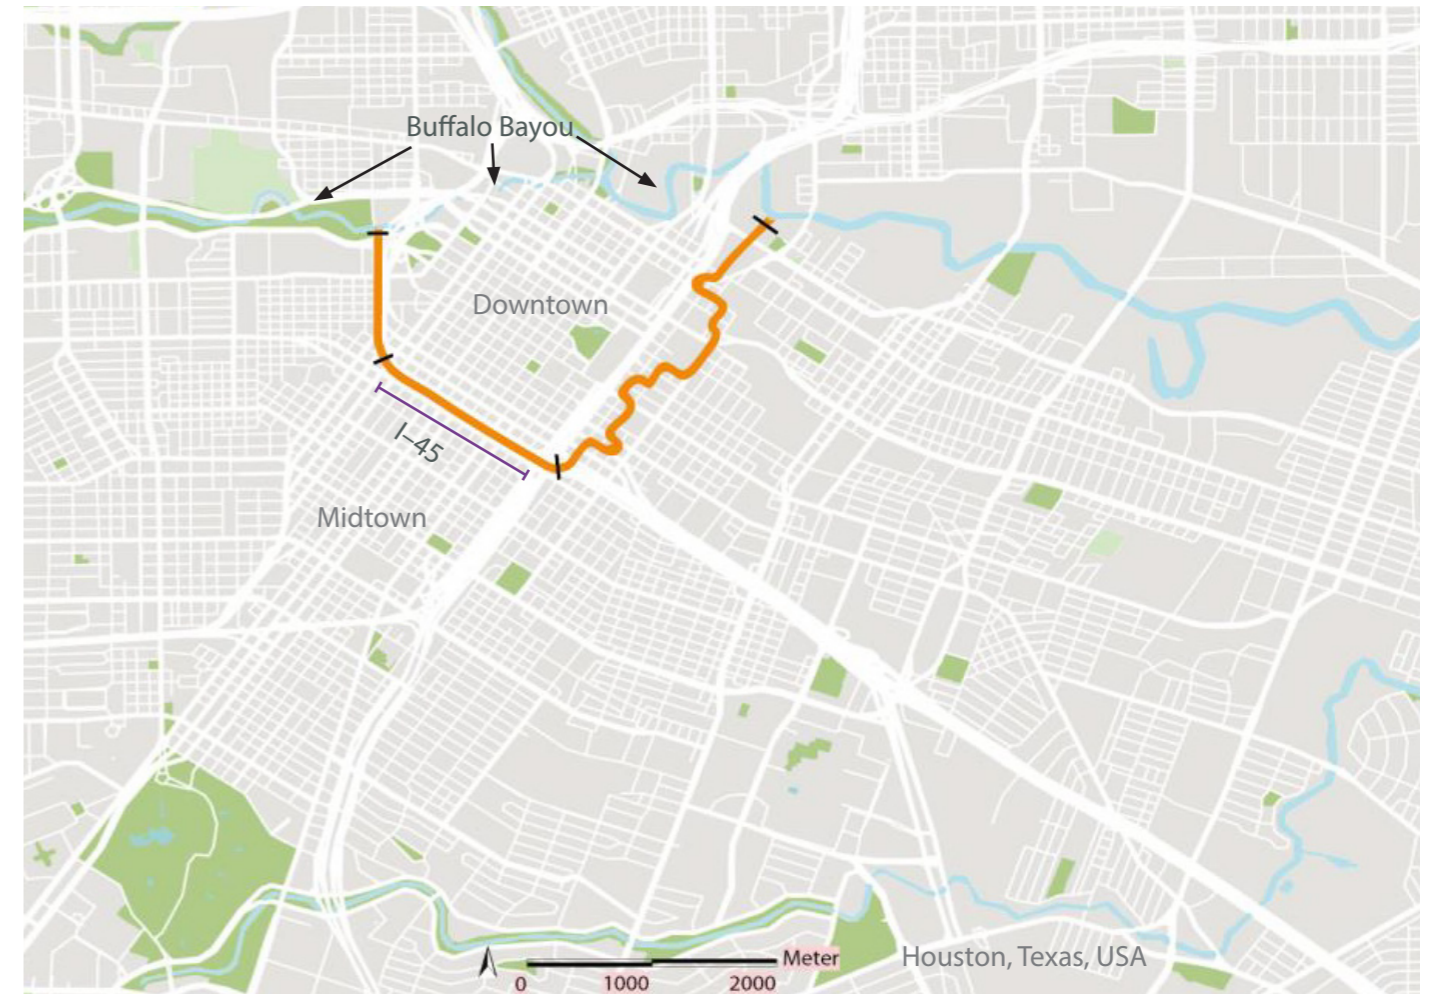 Buffalo Bayou
Downtown
I–45
Midtown
Meter
0 1000 2000
Houston, Texas, USA